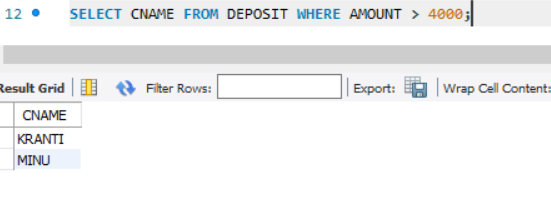 12 SELECT CNAME FROM DEPOSIT WHERE AMOUNT > 4000;
Result Grid Filter Rows: Export: Wrap Cell Content:
CNAME
KRANTI
MINU